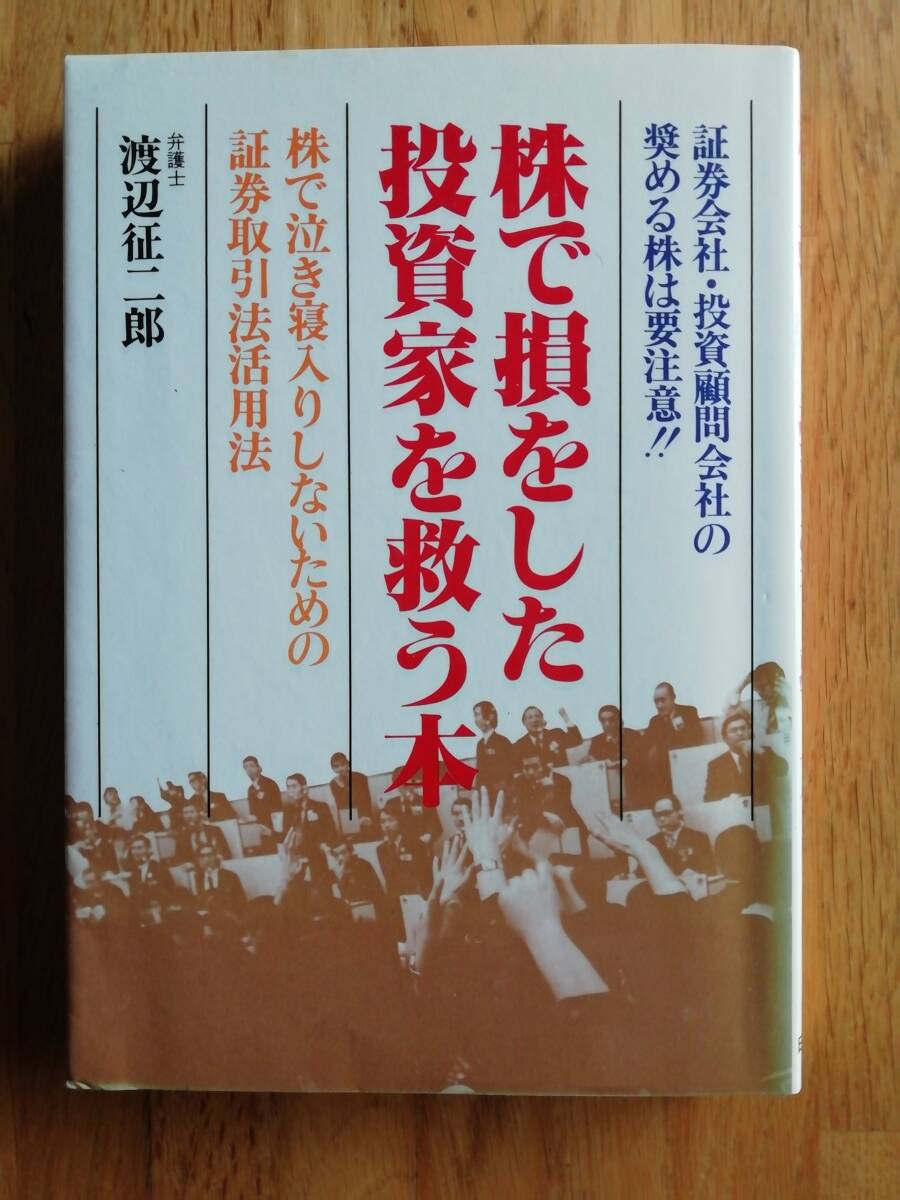 証券会社・投資顧問会社の
奨める株は要注意!!
株で損をした
投資家を救う本
株で泣き寝入りしないための
証券取引法活用法
弁護士
渡辺征二郎